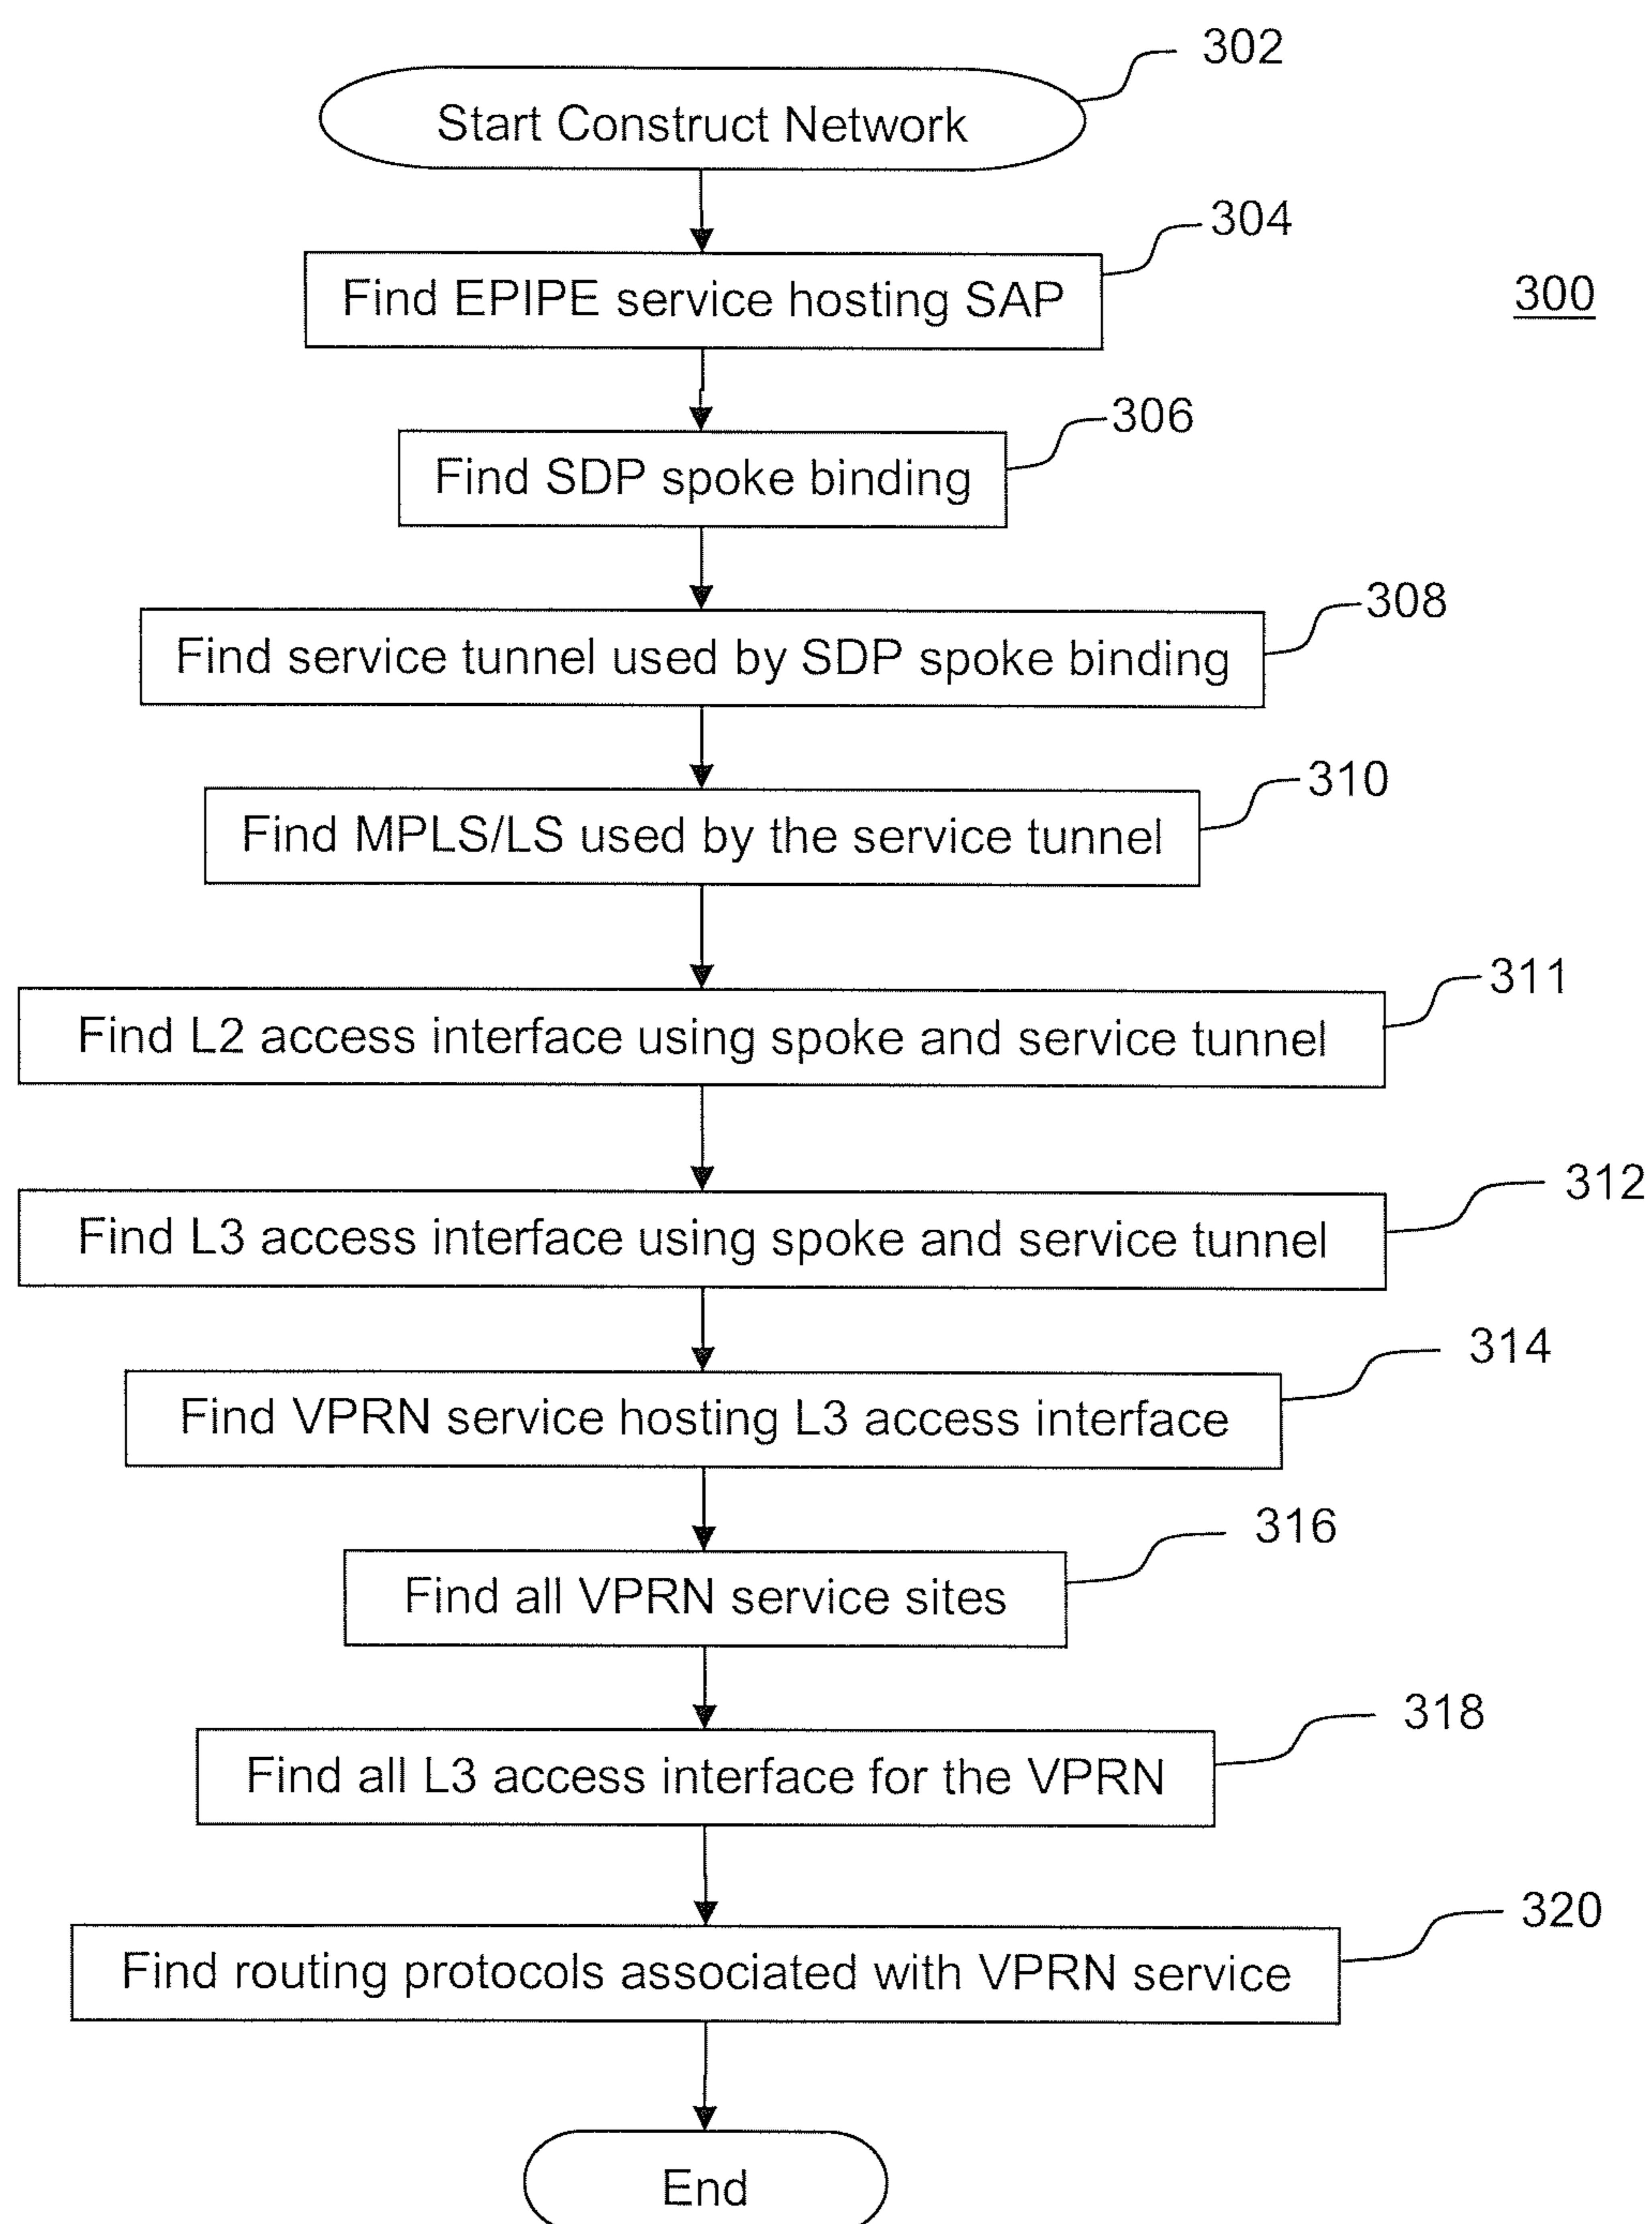 302
Start Construct Network
304
Find EPIPE service hosting SAP
300
306
Find SDP spoke binding
308
Find service tunnel used by SDP spoke binding
310
Find MPLS/LS used by the service tunnel
311
Find L2 access interface using spoke and service tunnel
312
Find L3 access interface using spoke and service tunnel
314
Find VPRN service hosting L3 access interface
316
Find all VPRN service sites
318
Find all L3 access interface for the VPRN
320
Find routing protocols associated with VPRN service
End